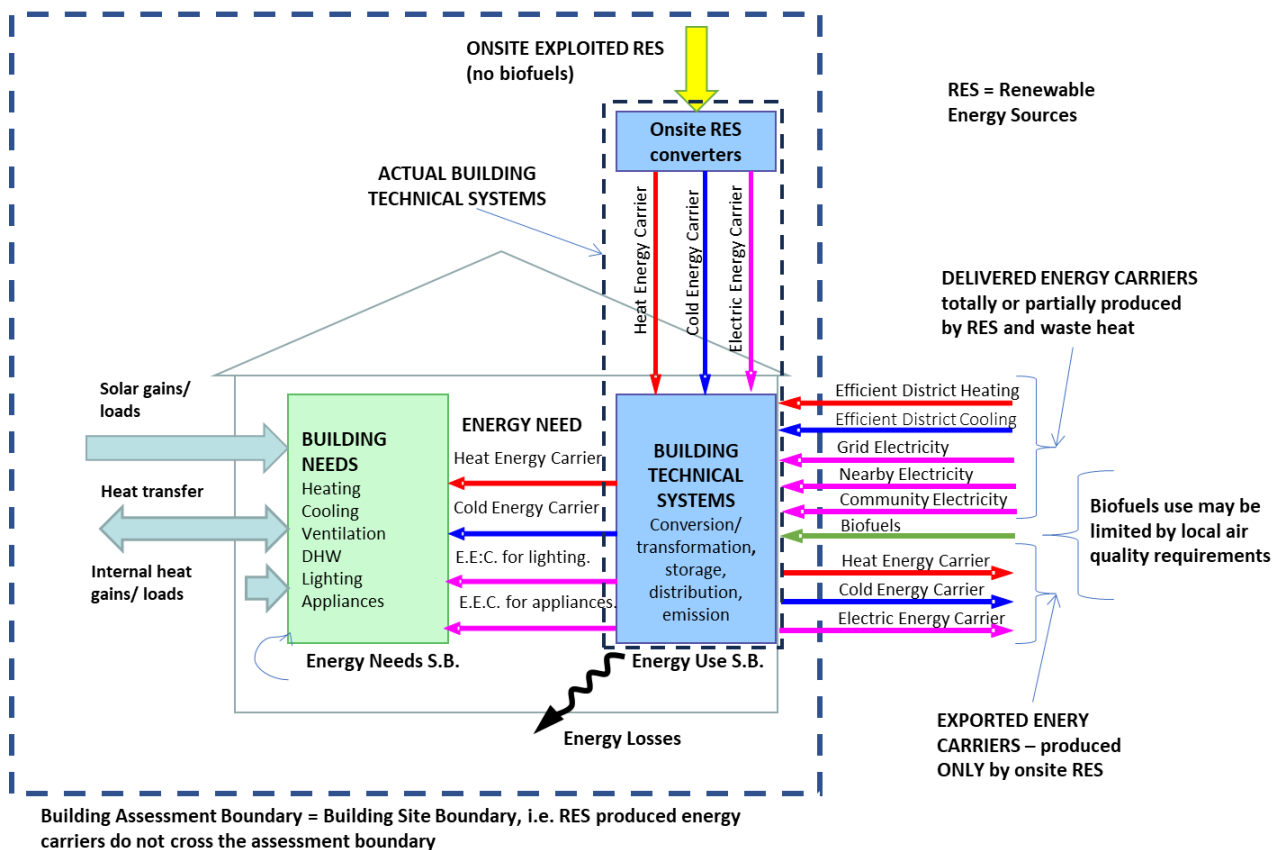 ONSITE EXPLOITED RES
(no biofuels)
RES = Renewable
Energy Sources
Onsite RES
converters
ACTUAL BUILDING
TECHNICAL SYSTEMS
Heat Energy Carrier
Cold Energy Carrier
Electric Energy Carrier
DELIVERED ENERGY CARRIERS
totally or partially produced
by RES and waste heat
Solar gains/
loads
Heat transfer
Internal heat
gains/ loads
BUILDING
NEEDS
Heating
Cooling
Ventilation
DHW
Lighting
Appliances
ENERGY NEED
Heat Energy Carrier
Cold Energy Carrier
E.E:C. for lighting.
E.E.C. for appliances.
BUILDING
TECHNICAL
SYSTEMS
Conversion/
transformation,
storage,
distribution,
emission
Efficient District Heating
Efficient District Cooling
Grid Electricity
Nearby Electricity
Community Electricity
Biofuels
Heat Energy Carrier
Cold Energy Carrier
Electric Energy Carrier
Biofuels use may be
limited by local air
quality requirements
Energy Needs S.B.
Energy Use S.B.
Energy Losses
EXPORTED ENERY
CARRIERS – produced
ONLY by onsite RES
Building Assessment Boundary = Building Site Boundary, i.e. RES produced energy
carriers do not cross the assessment boundary